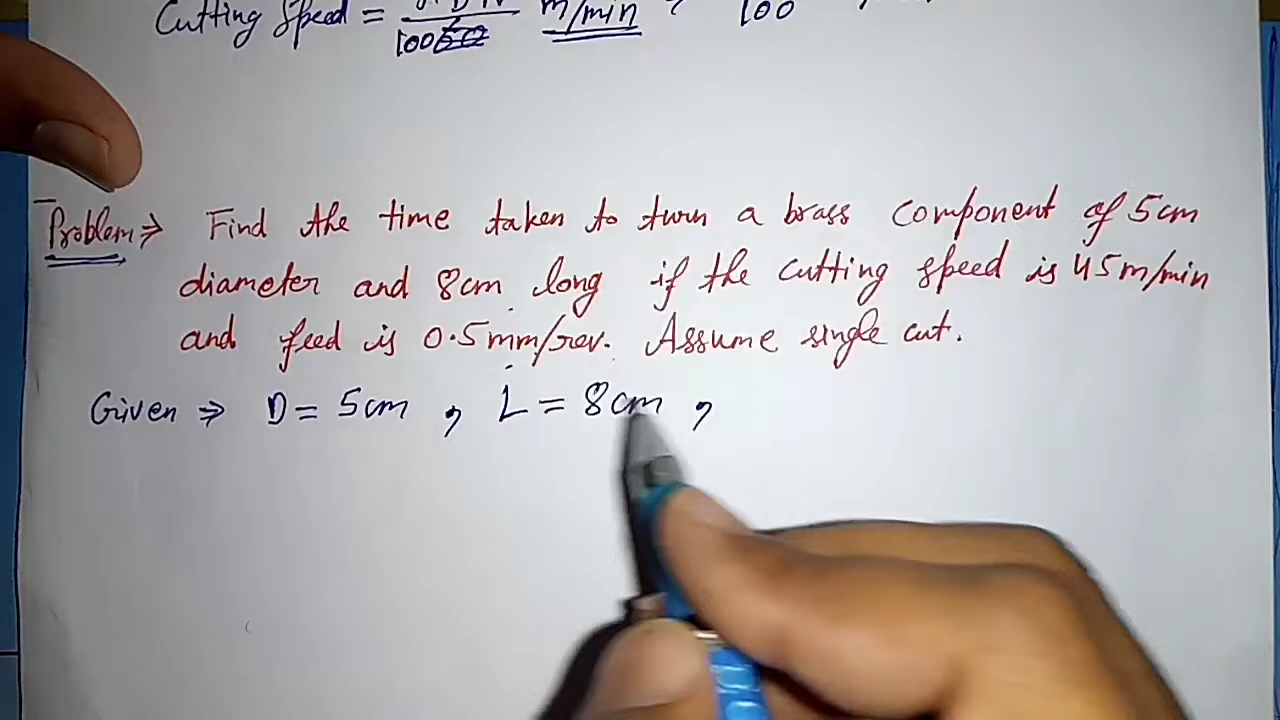 Cutting Speed = πDN/100 m/min , 100
Problem ⇒ Find the time taken to turn a brass component of 5cm
diameter and 8cm long if the cutting speed is 45m/min
and feed is 0.5mm/rev. Assume single cut.
Given ⇒ D = 5cm , L = 8cm ,